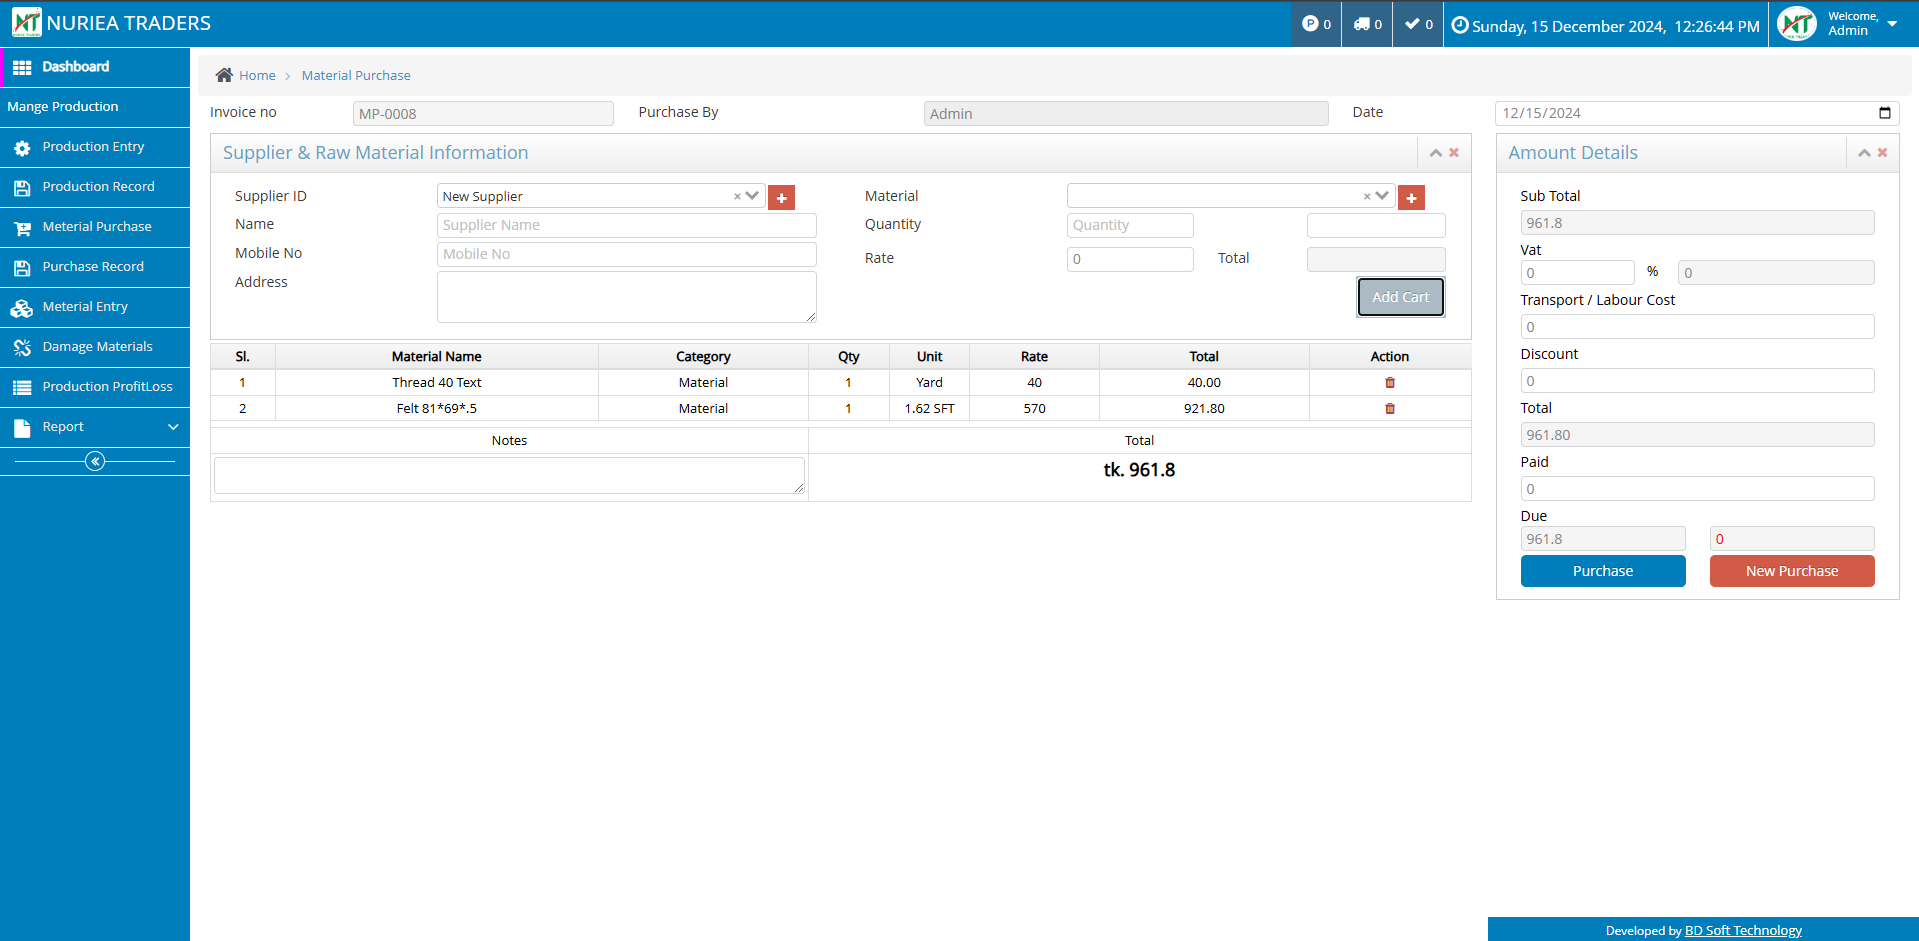 NT NURIEA TRADERS
P 0
0
0
Sunday, 15 December 2024, 12:26:44 PM
Welcome,
Admin
Dashboard
Mange Production
Production Entry
Production Record
Meterial Purchase
Purchase Record
Meterial Entry
Damage Materials
Production ProfitLoss
Report
Home
Material Purchase
Invoice no
MP-0008
Purchase By
Admin
Date
12/15/2024
Supplier & Raw Material Information
Supplier ID
New Supplier
Name
Supplier Name
Mobile No
Mobile No
Address
Material
Quantity
Quantity
Rate
0
Total
Add Cart
Sl. Material Name Category Qty Unit Rate Total Action
1 Thread 40 Text Material 1 Yard 40 40.00
2 Felt 81*69*.5 Material 1 1.62 SFT 570 921.80
Notes Total
tk. 961.8
Amount Details
Sub Total
961.8
Vat
0 % 0
Transport / Labour Cost
0
Discount
0
Total
961.80
Paid
0
Due
961.8 0
Purchase New Purchase
Developed by BD Soft Technology